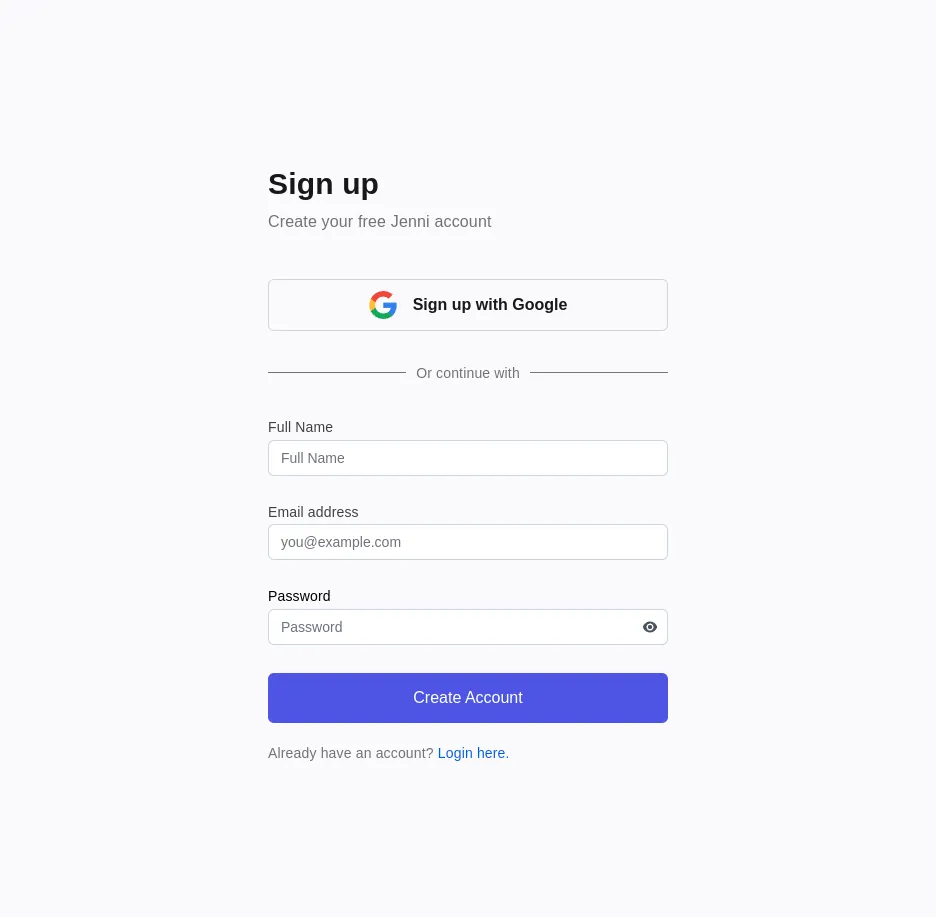 Sign up
Create your free Jenni account
Sign up with Google
Or continue with
Full Name
Full Name
Email address
you@example.com
Password
Password
Create Account
Already have an account? Login here.